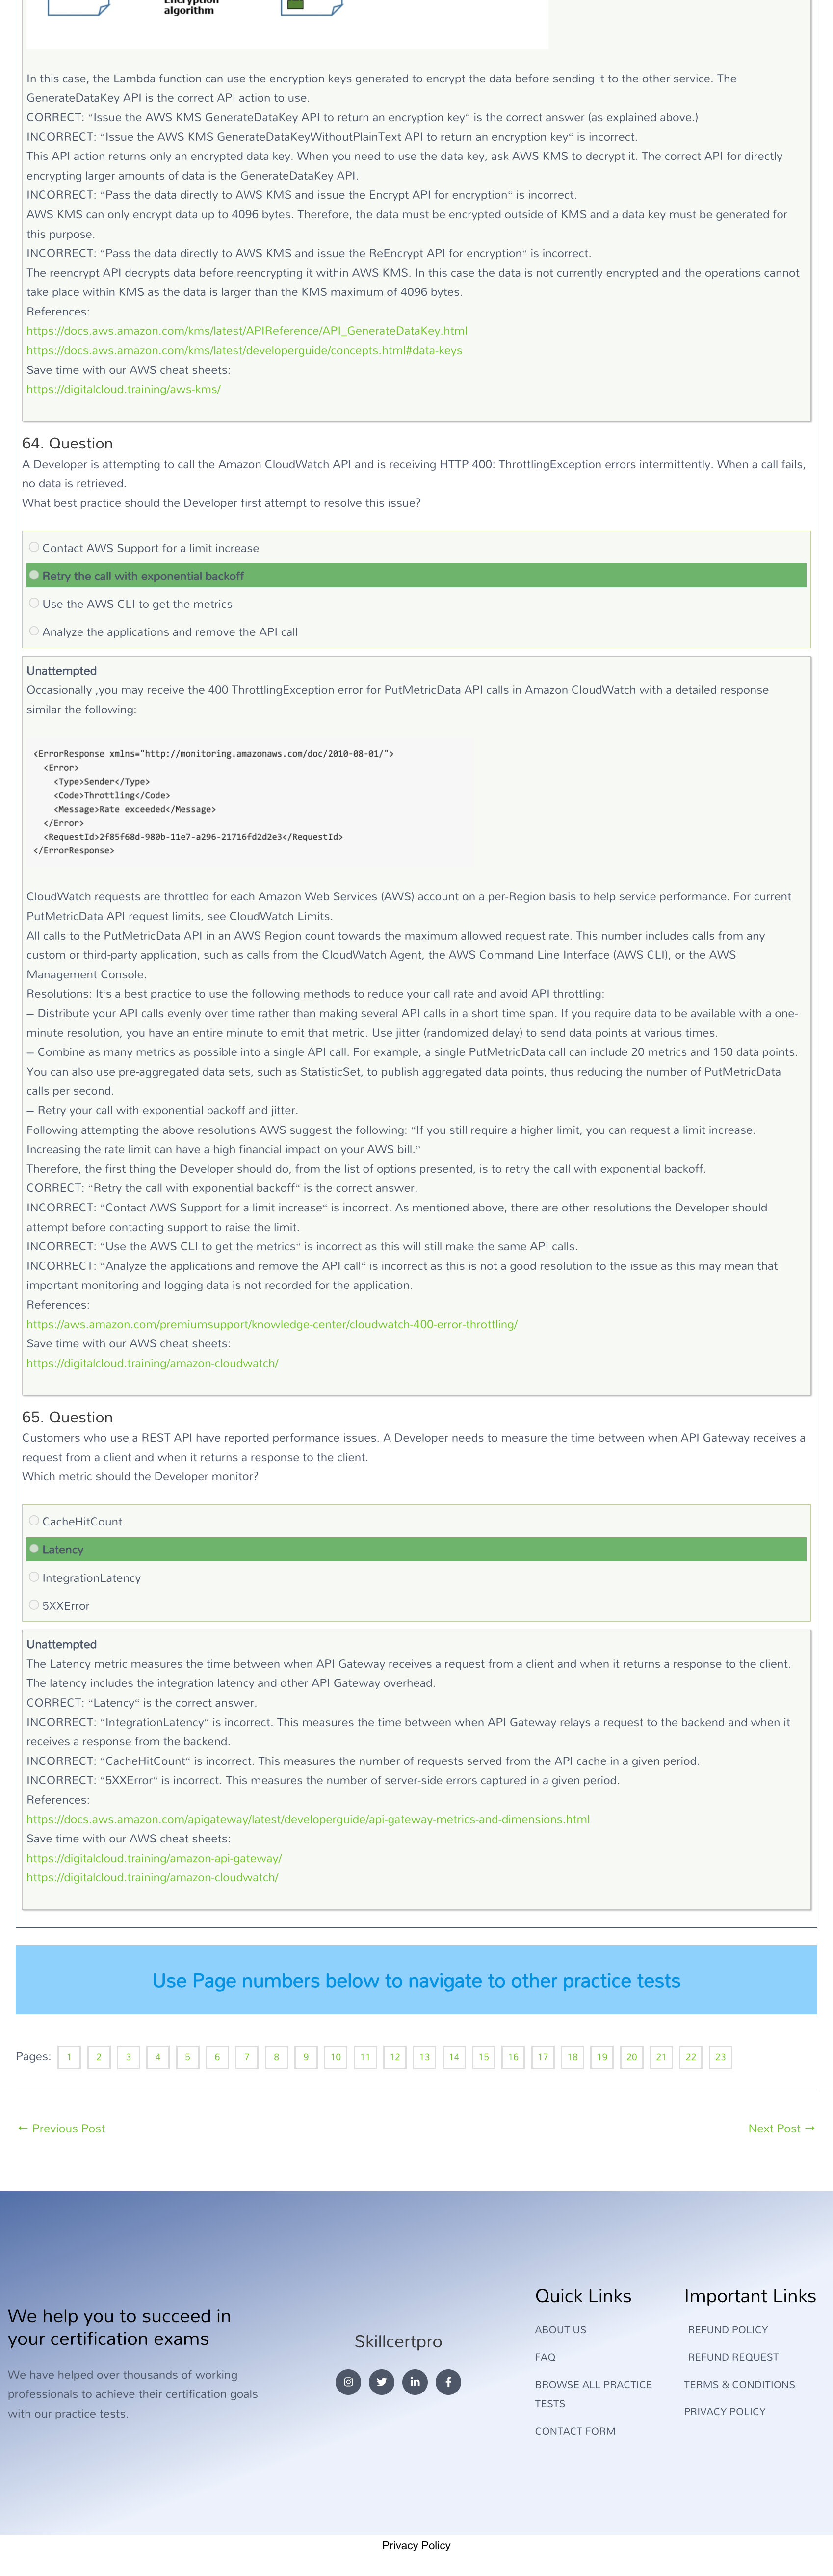 Encryption
algorithm
In this case, the Lambda function can use the encryption keys generated to encrypt the data before sending it to the other service. The
GenerateDataKey API is the correct API action to use.
CORRECT: “Issue the AWS KMS GenerateDataKey API to return an encryption key“ is the correct answer (as explained above.)
INCORRECT: “Issue the AWS KMS GenerateDataKeyWithoutPlainText API to return an encryption key“ is incorrect.
This API action returns only an encrypted data key. When you need to use the data key, ask AWS KMS to decrypt it. The correct API for directly
encrypting larger amounts of data is the GenerateDataKey API.
INCORRECT: “Pass the data directly to AWS KMS and issue the Encrypt API for encryption“ is incorrect.
AWS KMS can only encrypt data up to 4096 bytes. Therefore, the data must be encrypted outside of KMS and a data key must be generated for
this purpose.
INCORRECT: “Pass the data directly to AWS KMS and issue the ReEncrypt API for encryption“ is incorrect.
The reencrypt API decrypts data before reencrypting it within AWS KMS. In this case the data is not currently encrypted and the operations cannot
take place within KMS as the data is larger than the KMS maximum of 4096 bytes.
References:
https://docs.aws.amazon.com/kms/latest/APIReference/API_GenerateDataKey.html
https://docs.aws.amazon.com/kms/latest/developerguide/concepts.html#data-keys
Save time with our AWS cheat sheets:
https://digitalcloud.training/aws-kms/
64. Question
A Developer is attempting to call the Amazon CloudWatch API and is receiving HTTP 400: ThrottlingException errors intermittently. When a call fails,
no data is retrieved.
What best practice should the Developer first attempt to resolve this issue?
Contact AWS Support for a limit increase
Retry the call with exponential backoff
Use the AWS CLI to get the metrics
Analyze the applications and remove the API call
Unattempted
Occasionally ,you may receive the 400 ThrottlingException error for PutMetricData API calls in Amazon CloudWatch with a detailed response
similar the following:
<ErrorResponse xmlns="http://monitoring.amazonaws.com/doc/2010-08-01/">
<Error>
<Type>Sender</Type>
<Code>Throttling</Code>
<Message>Rate exceeded</Message>
</Error>
<RequestId>2f85f68d-980b-11e7-a296-21716fd2d2e3</RequestId>
</ErrorResponse>
CloudWatch requests are throttled for each Amazon Web Services (AWS) account on a per-Region basis to help service performance. For current
PutMetricData API request limits, see CloudWatch Limits.
All calls to the PutMetricData API in an AWS Region count towards the maximum allowed request rate. This number includes calls from any
custom or third-party application, such as calls from the CloudWatch Agent, the AWS Command Line Interface (AWS CLI), or the AWS
Management Console.
Resolutions: It‘s a best practice to use the following methods to reduce your call rate and avoid API throttling:
– Distribute your API calls evenly over time rather than making several API calls in a short time span. If you require data to be available with a one-
minute resolution, you have an entire minute to emit that metric. Use jitter (randomized delay) to send data points at various times.
– Combine as many metrics as possible into a single API call. For example, a single PutMetricData call can include 20 metrics and 150 data points.
You can also use pre-aggregated data sets, such as StatisticSet, to publish aggregated data points, thus reducing the number of PutMetricData
calls per second.
– Retry your call with exponential backoff and jitter.
Following attempting the above resolutions AWS suggest the following: “If you still require a higher limit, you can request a limit increase.
Increasing the rate limit can have a high financial impact on your AWS bill.”
Therefore, the first thing the Developer should do, from the list of options presented, is to retry the call with exponential backoff.
CORRECT: “Retry the call with exponential backoff“ is the correct answer.
INCORRECT: “Contact AWS Support for a limit increase“ is incorrect. As mentioned above, there are other resolutions the Developer should
attempt before contacting support to raise the limit.
INCORRECT: “Use the AWS CLI to get the metrics“ is incorrect as this will still make the same API calls.
INCORRECT: “Analyze the applications and remove the API call“ is incorrect as this is not a good resolution to the issue as this may mean that
important monitoring and logging data is not recorded for the application.
References:
https://aws.amazon.com/premiumsupport/knowledge-center/cloudwatch-400-error-throttling/
Save time with our AWS cheat sheets:
https://digitalcloud.training/amazon-cloudwatch/
65. Question
Customers who use a REST API have reported performance issues. A Developer needs to measure the time between when API Gateway receives a
request from a client and when it returns a response to the client.
Which metric should the Developer monitor?
CacheHitCount
Latency
IntegrationLatency
5XXError
Unattempted
The Latency metric measures the time between when API Gateway receives a request from a client and when it returns a response to the client.
The latency includes the integration latency and other API Gateway overhead.
CORRECT: “Latency“ is the correct answer.
INCORRECT: “IntegrationLatency“ is incorrect. This measures the time between when API Gateway relays a request to the backend and when it
receives a response from the backend.
INCORRECT: “CacheHitCount“ is incorrect. This measures the number of requests served from the API cache in a given period.
INCORRECT: “5XXError“ is incorrect. This measures the number of server-side errors captured in a given period.
References:
https://docs.aws.amazon.com/apigateway/latest/developerguide/api-gateway-metrics-and-dimensions.html
Save time with our AWS cheat sheets:
https://digitalcloud.training/amazon-api-gateway/
https://digitalcloud.training/amazon-cloudwatch/
Use Page numbers below to navigate to other practice tests
Pages: 1 2 3 4 5 6 7 8 9 10 11 12 13 14 15 16 17 18 19 20 21 22 23
← Previous Post
Next Post →
We help you to succeed in
your certification exams
We have helped over thousands of working
professionals to achieve their certification goals
with our practice tests.
Skillcertpro
Quick Links
ABOUT US
FAQ
BROWSE ALL PRACTICE
TESTS
CONTACT FORM
Important Links
REFUND POLICY
REFUND REQUEST
TERMS & CONDITIONS
PRIVACY POLICY
Privacy Policy